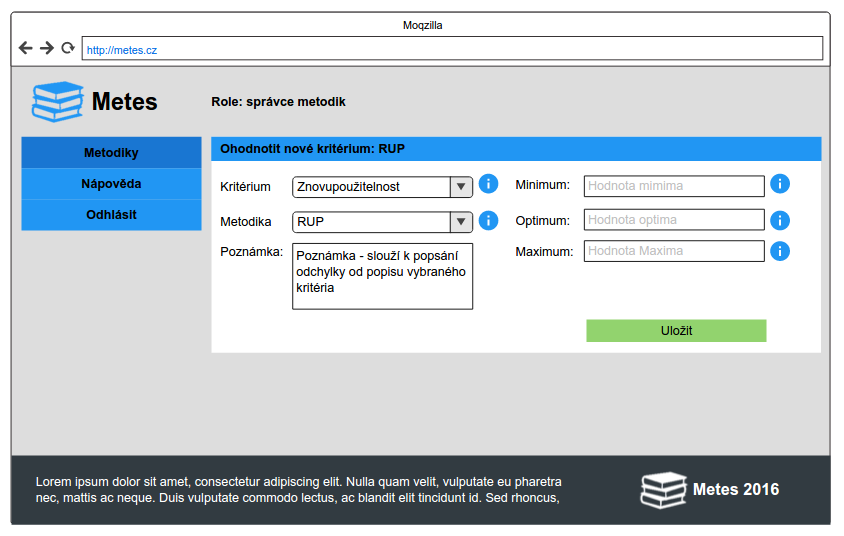 Moqzilla
http://metes.cz
Metes
Role: správce metodik
Metodiky
Nápověda
Odhlásit
Ohodnotit nové kritérium: RUP
Kritérium
Znovupoužitelnost
Metodika
RUP
Poznámka:
Poznámka - slouží k popsání
odchylky od popisu vybraného
kritéria
Minimum:
Hodnota mimima
Optimum:
Hodnota optima
Maximum:
Hodnota Maxima
Uložit
Lorem ipsum dolor sit amet, consectetur adipiscing elit. Nulla quam velit, vulputate eu pharetra
nec, mattis ac neque. Duis vulputate commodo lectus, ac blandit elit tincidunt id. Sed rhoncus,
Metes 2016